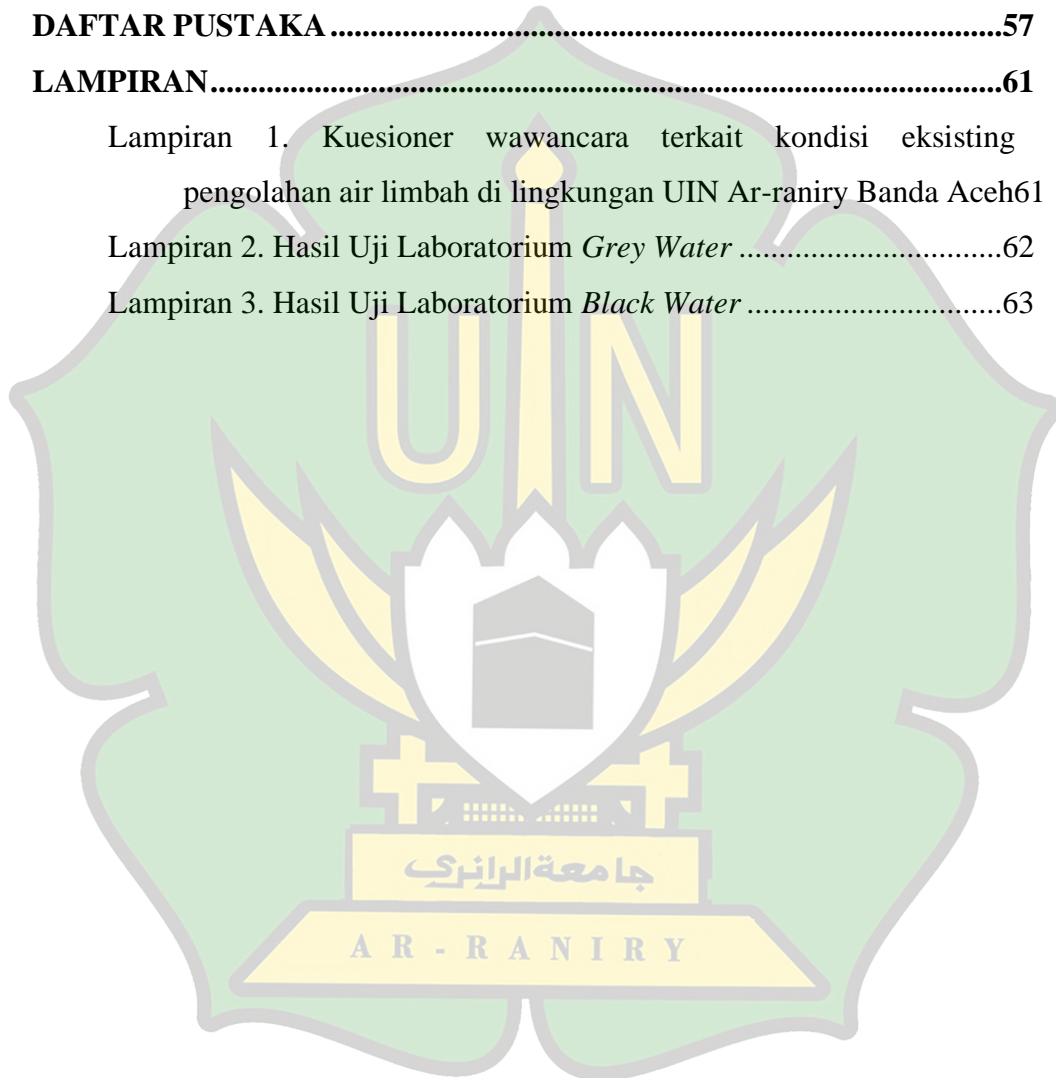 DAFTAR PUSTAKA.......................................................................................57
LAMPIRAN.....................................................................................................61
Lampiran 1. Kuesioner wawancara terkait kondisi eksisting
pengolahan air limbah di lingkungan UIN Ar-raniry Banda Aceh61
Lampiran 2. Hasil Uji Laboratorium Grey Water ..................................62
Lampiran 3. Hasil Uji Laboratorium Black Water .................................63
UIN
جامعةالرانري
AR-RANIRY